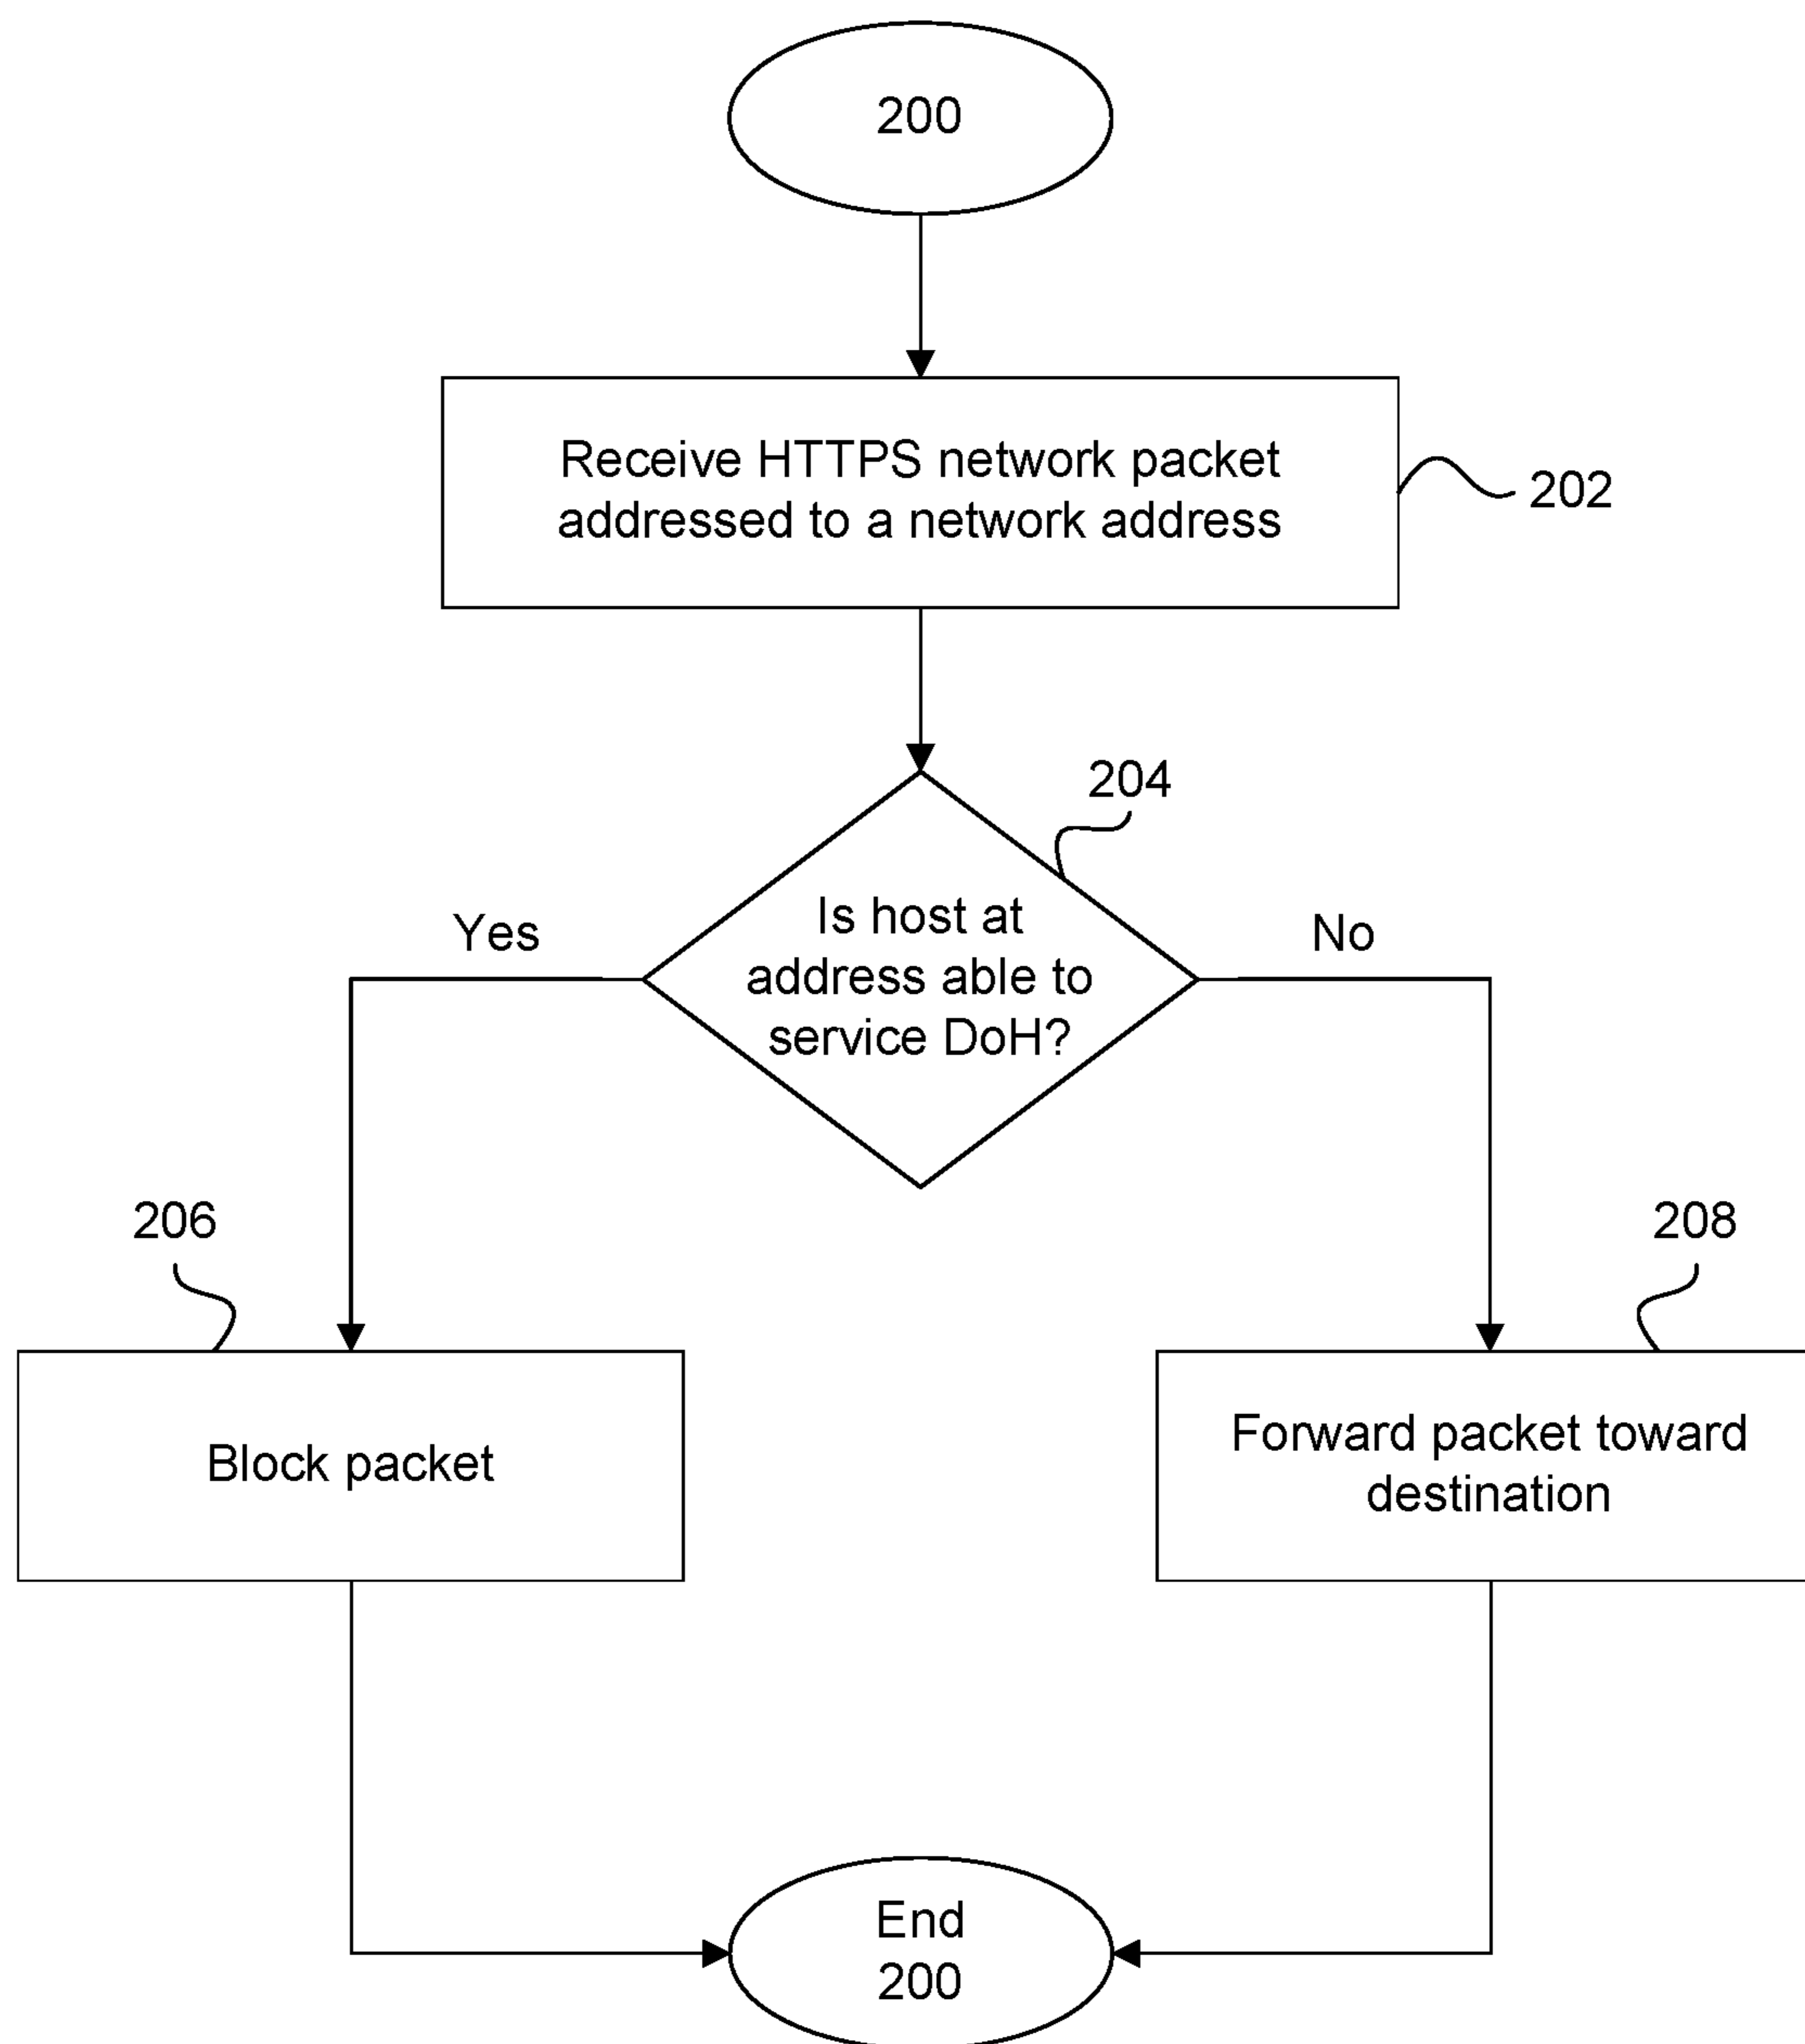 200
Receive HTTPS network packet
addressed to a network address
202
204
Is host at
address able to
service DoH?
Yes
No
206
208
Block packet
Forward packet toward
destination
End
200